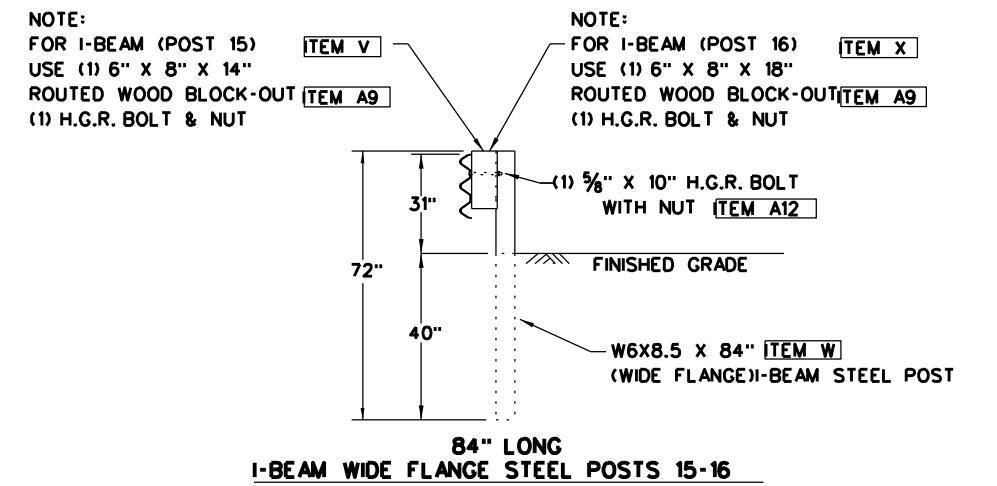 NOTE:
FOR I-BEAM (POST 15) ITEM V
USE (1) 6" X 8" X 14"
ROUTED WOOD BLOCK-OUT ITEM A9
(1) H.G.R. BOLT & NUT
NOTE:
FOR I-BEAM (POST 16) ITEM X
USE (1) 6" X 8" X 18"
ROUTED WOOD BLOCK-OUT ITEM A9
(1) H.G.R. BOLT & NUT
(1) 5/8" X 10" H.G.R. BOLT
WITH NUT ITEM A12
31"
FINISHED GRADE
72"
40"
W6X8.5 X 84" ITEM W
(WIDE FLANGE)I-BEAM STEEL POST
84" LONG
I-BEAM WIDE FLANGE STEEL POSTS 15-16